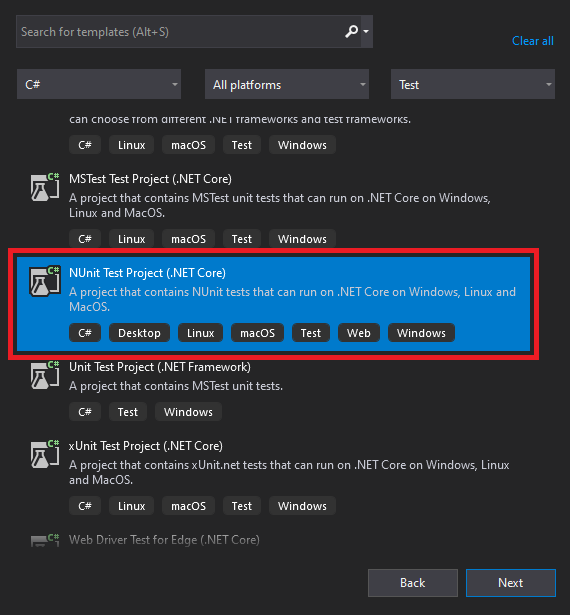 Search for templates (Alt+S)
Clear all
C#
All platforms
Test
can choose from different .NET frameworks and test frameworks.
C# Linux macOS Test Windows
C#
MSTest Test Project (.NET Core)
A project that contains MSTest unit tests that can run on .NET Core on Windows,
Linux and MacOS.
C# Linux macOS Test Windows
C#
NUnit Test Project (.NET Core)
A project that contains NUnit tests that can run on .NET Core on Windows, Linux and
MacOS.
C# Desktop Linux macOS Test Web Windows
C#
Unit Test Project (.NET Framework)
A project that contains MSTest unit tests.
C# Test Windows
C#
xUnit Test Project (.NET Core)
A project that contains xUnit.net tests that can run on .NET Core on Windows, Linux
and MacOS.
C# Linux macOS Test Windows
C#
Web Driver Test for Edge (.NET Core)
Back
Next